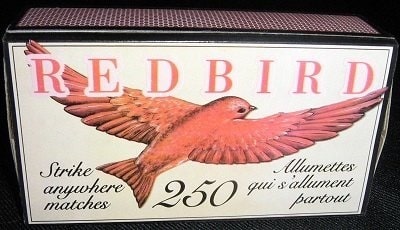 REDBIRD
Strike
anywhere
matches
250
Allumettes
qui s'allument
partout